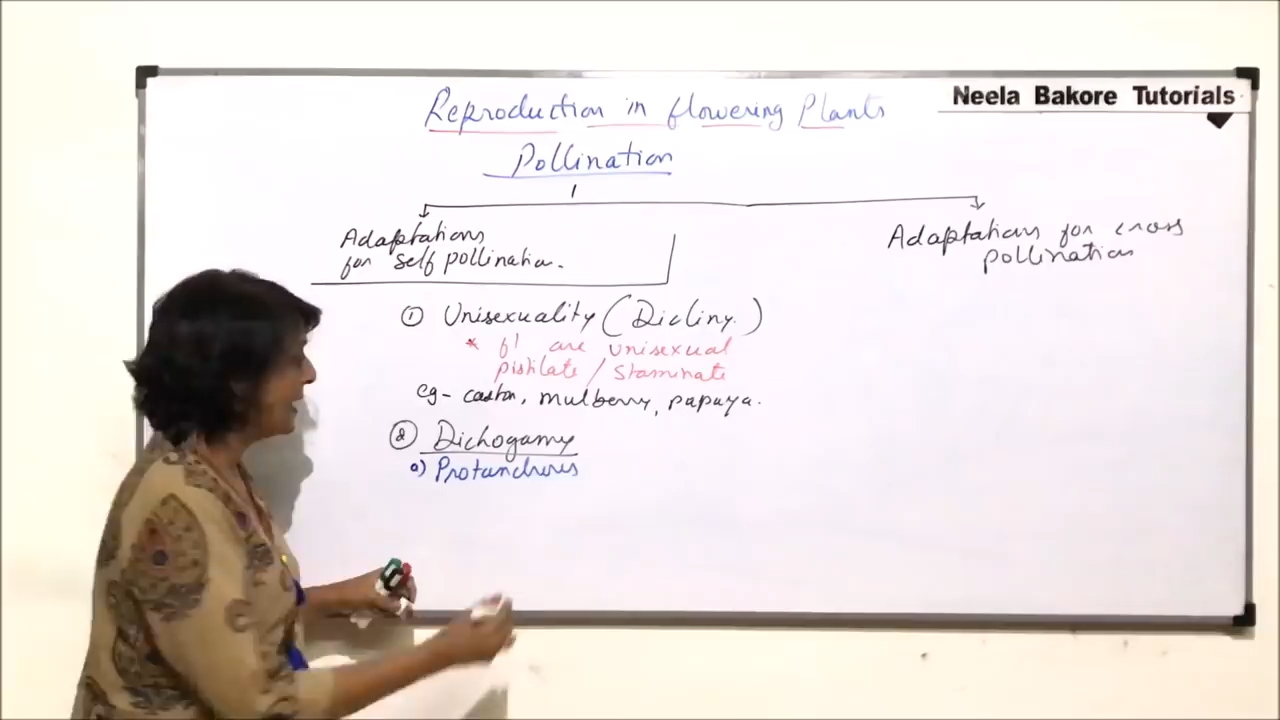 Neela Bakore Tutorials
Reproduction in flowering Plants
Pollination
Adaptations
for self pollination.
Adaptations for cross
pollination
① Unisexuality (Dicliny.)
* fl are unisexual
pistilate / staminate
eg- castor, mulberry, papaya.
② Dichogamy
a) Protandrous